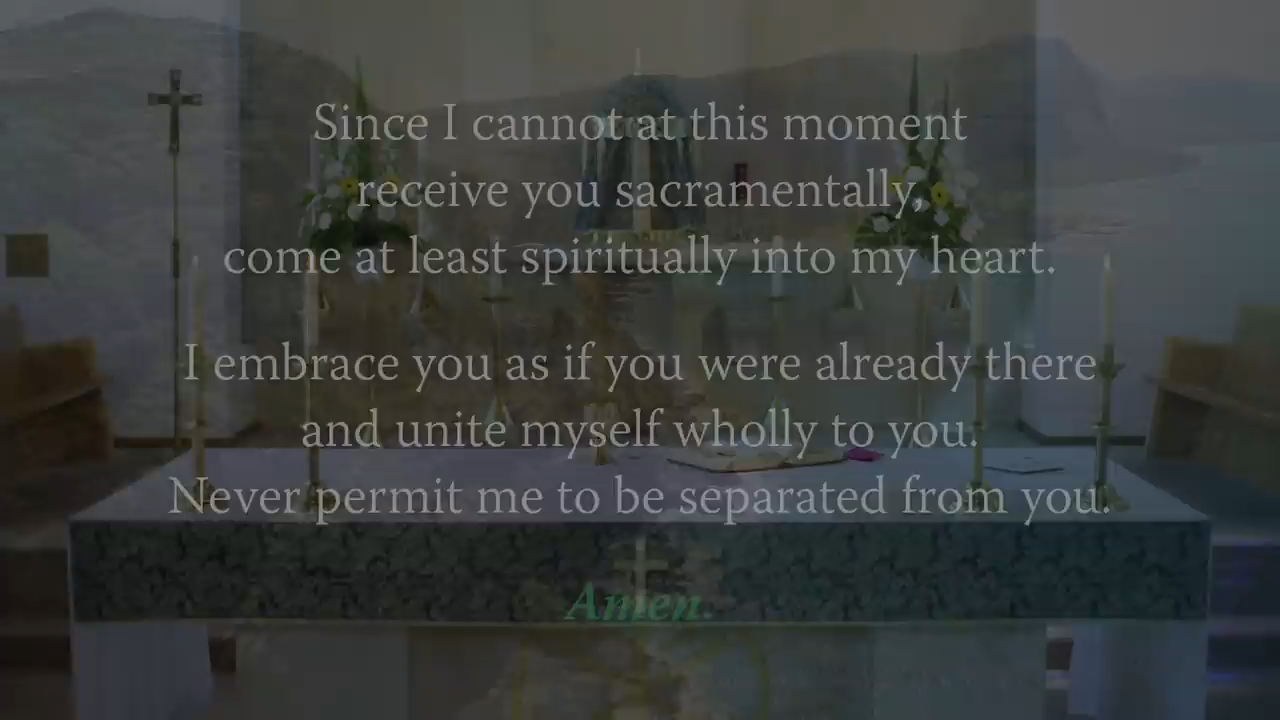 Since I cannot at this moment
receive you sacramentally,
come at least spiritually into my heart.
I embrace you as if you were already there
and unite myself wholly to you.
Never permit me to be separated from you.
Amen.